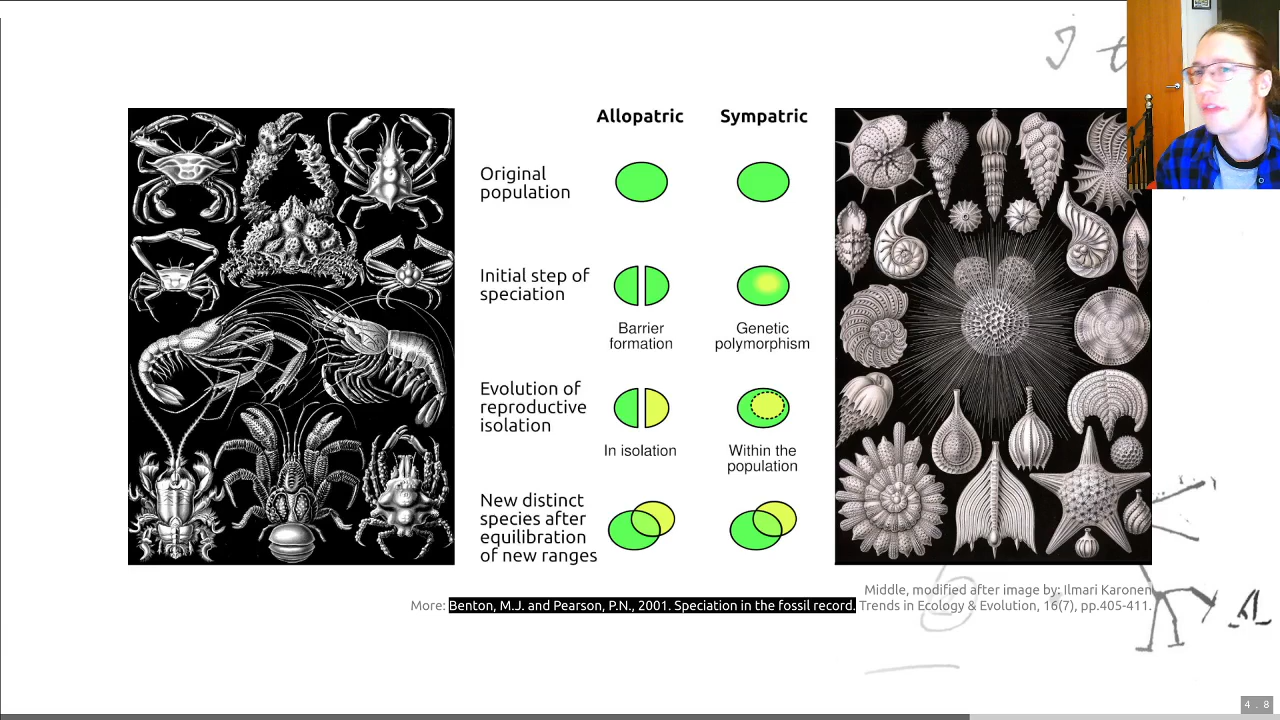 I t
Allopatric Sympatric
Original
population
Initial step of
speciation
Barrier
formation
Genetic
polymorphism
Evolution of
reproductive
isolation
In isolation
Within the
population
New distinct
species after
equilibration
of new ranges
Middle, modified after image by: Ilmari Karonen
More: Benton, M.J. and Pearson, P.N., 2001. Speciation in the fossil record. Trends in Ecology & Evolution, 16(7), pp.405-411.
4 . 8